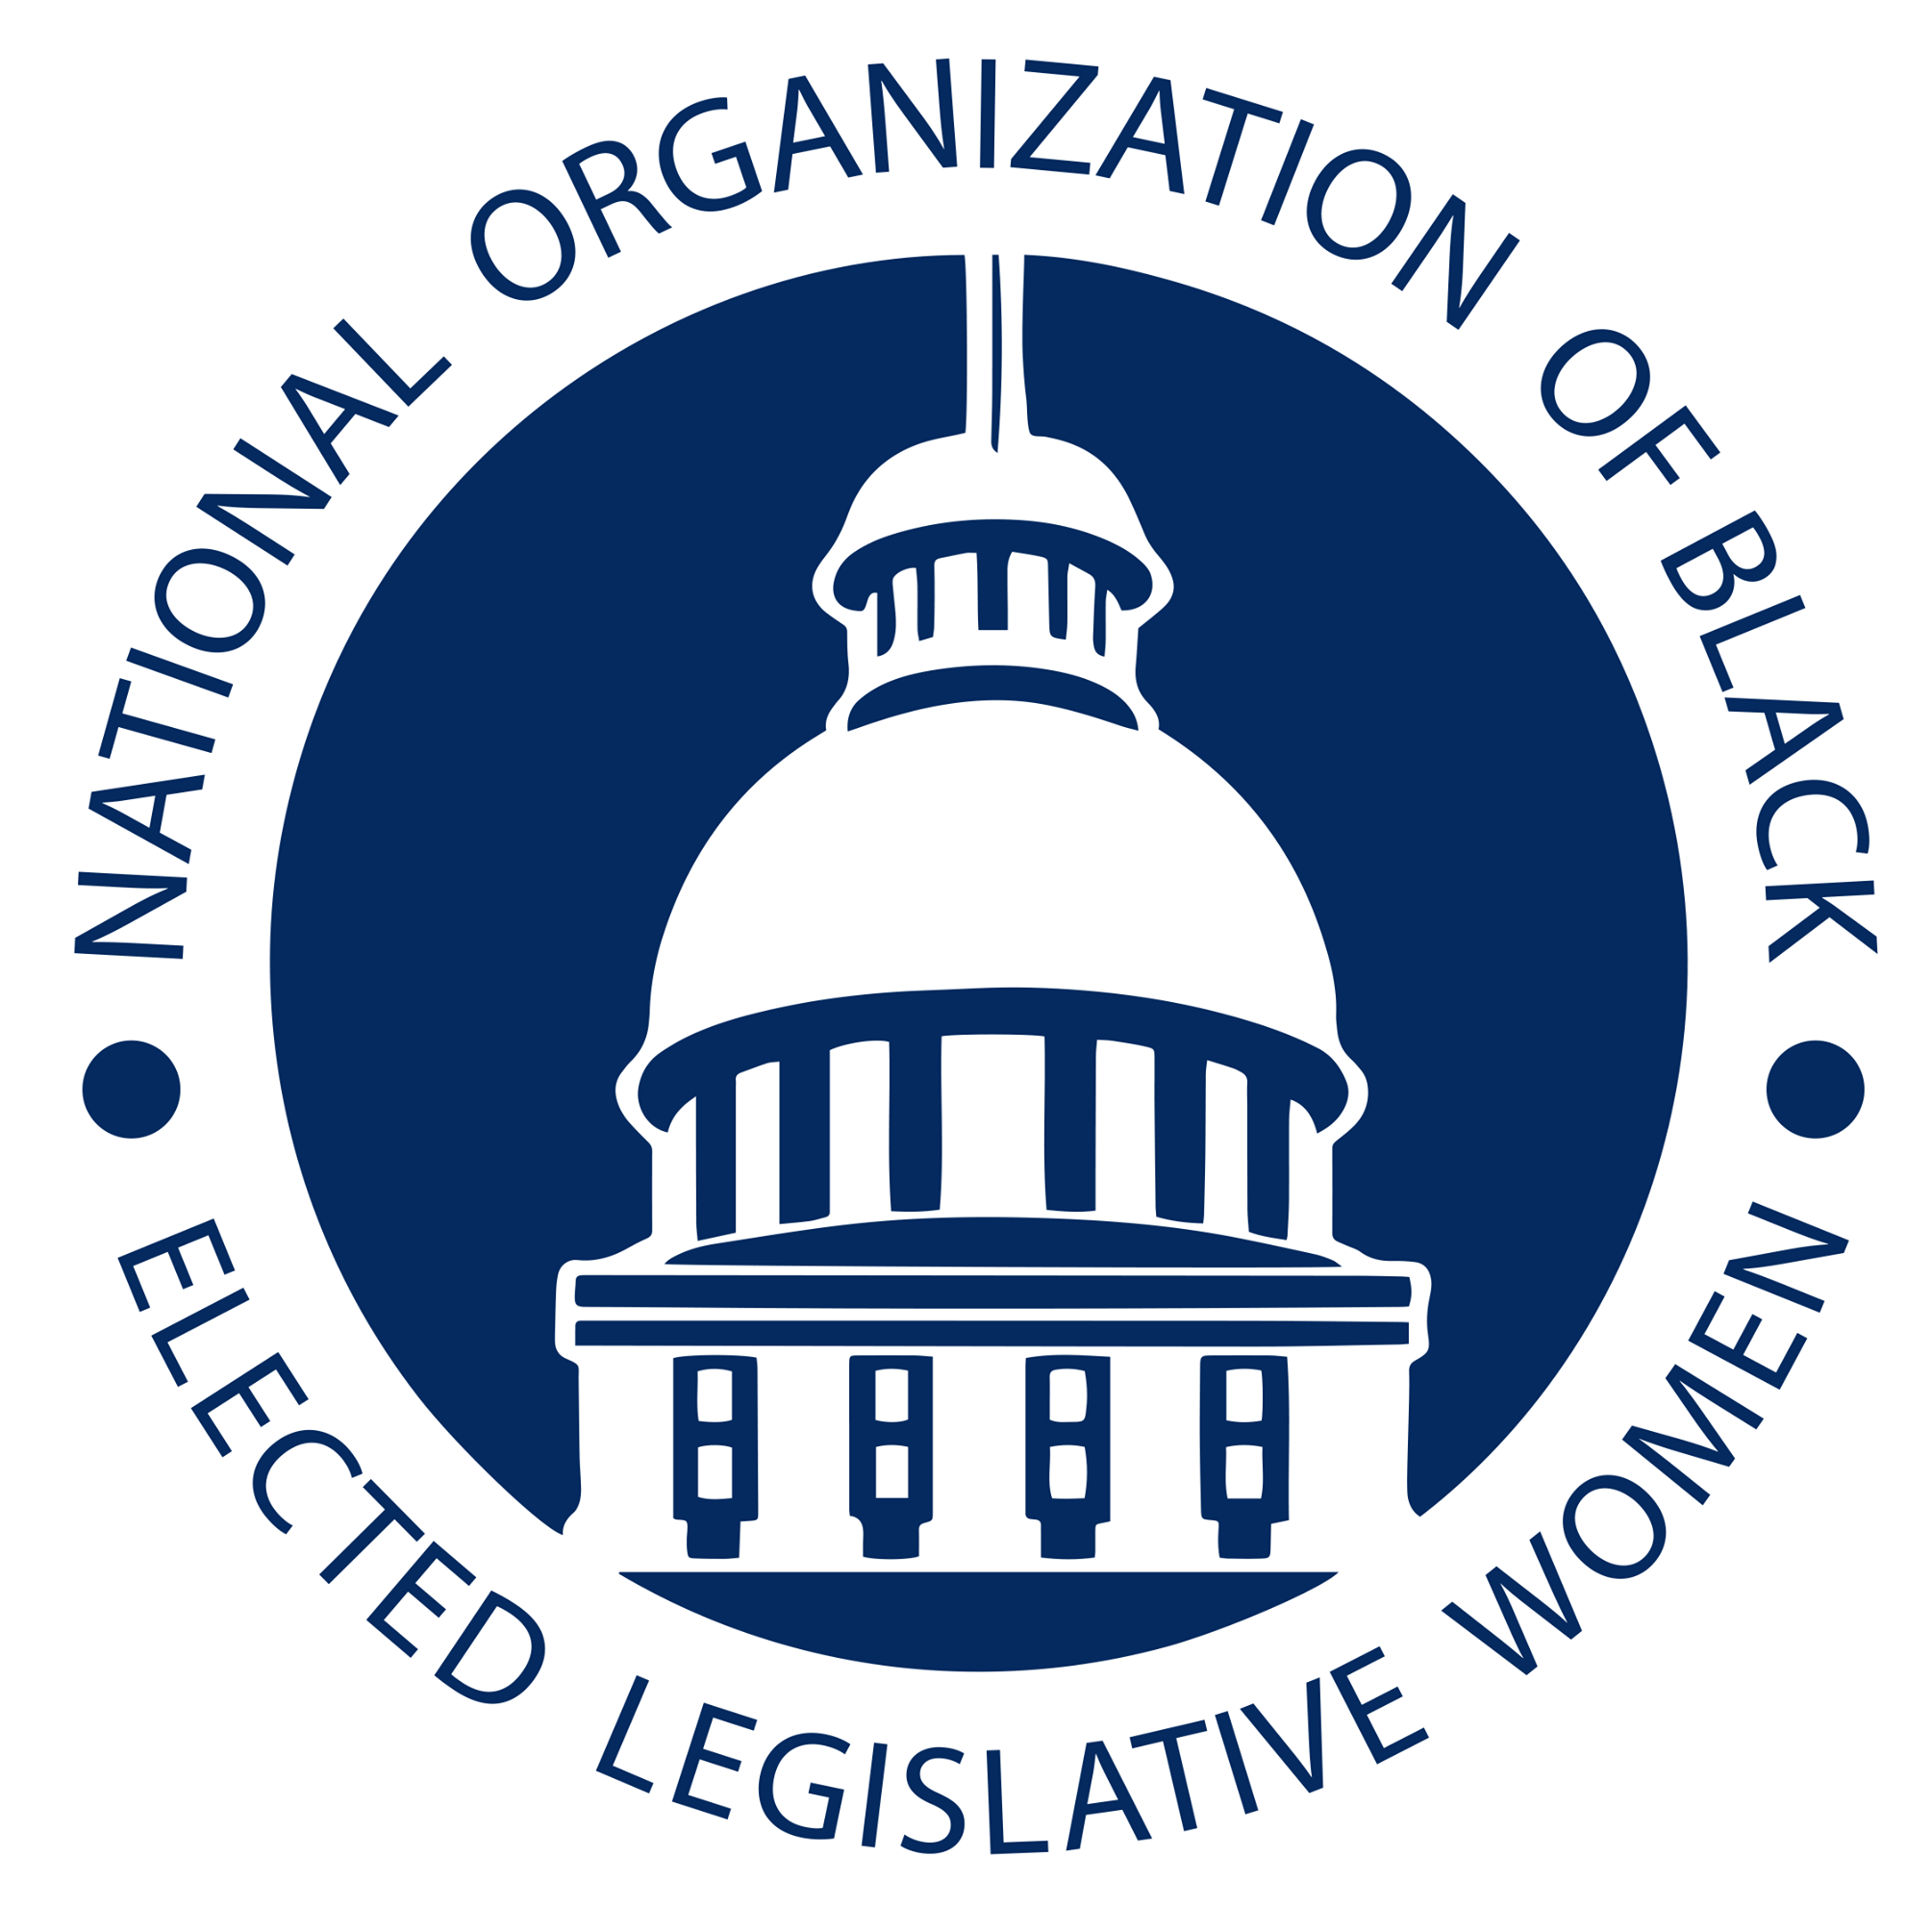 NATIONAL ORGANIZATION OF BLACK
ELECTED LEGISLATIVE WOMEN